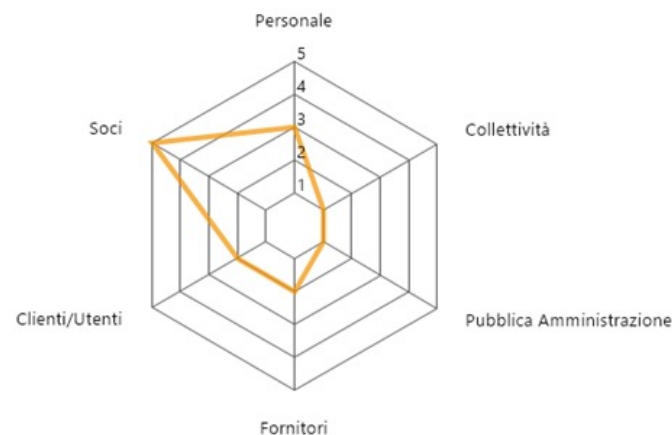 Personale
5
4
3
2
1
Soci
Collettività
Clienti/Utenti
Pubblica Amministrazione
Fornitori